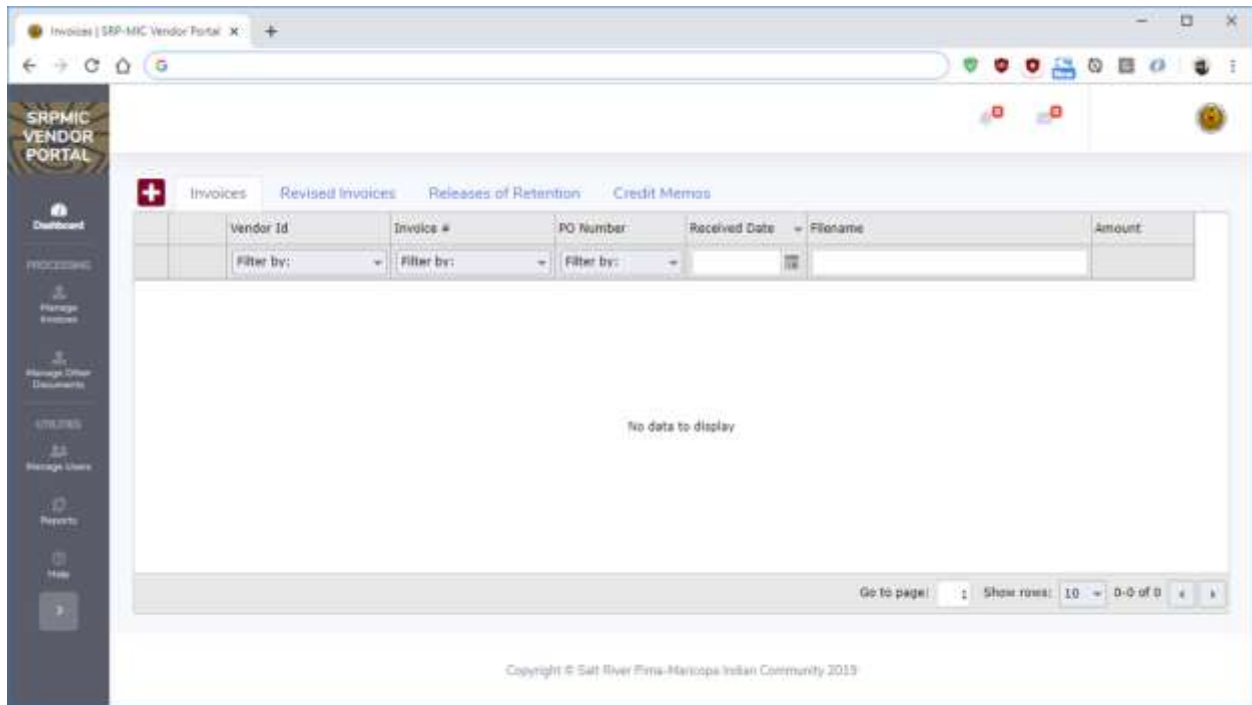 Invoices | SRP-MIC Vendor Portal
SRPMIC
VENDOR
PORTAL
Invoices Revised Invoices Releases of Retention Credit Memos
Vendor Id Invoice # PO Number Received Date Filename Amount
Filter by: Filter by: Filter by:
Dashboard
PROCESSING
Manage
Invoices
Manage Other
Documents
UTILITIES
Manage Users
Reports
Help
No data to display
Go to page: 1 Show rows: 10 0-0 of 0
Copyright © Salt River Pima-Maricopa Indian Community 2019